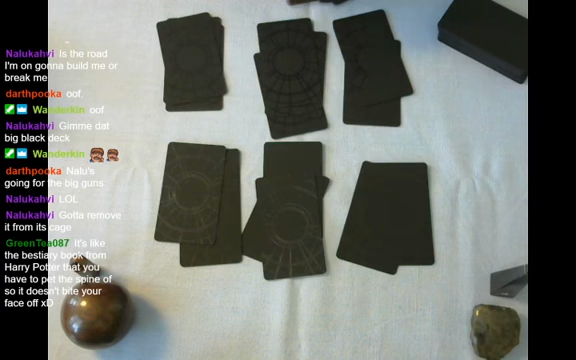 Nalukahvi Is the road
I'm on gonna build me or
break me
darthpooka oof.
Wanderkin oof
Nalukahvi Gimme dat
big black deck
Wanderkin
darthpooka Natu's
going for the big guns
Nalukahvi LOL
Nalukahvi Gotta remove
it from its cage
GreenTea087 It's like
the bestiary book from
Harry Potter that you
have to pet the spine of
so it doesn't bite your
face off xD